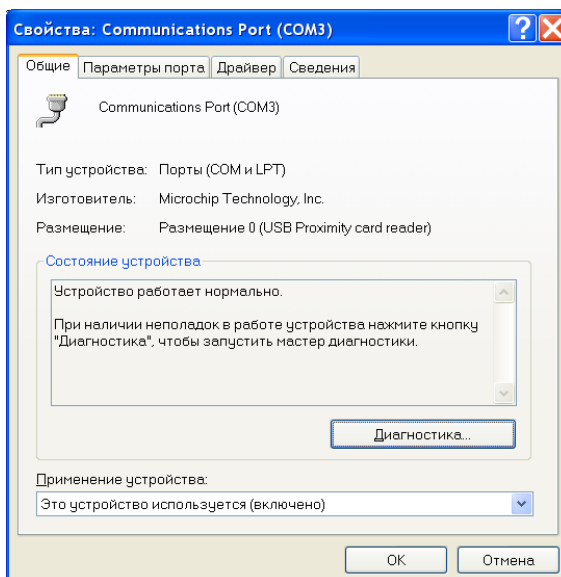 Свойства: Communications Port (COM3)
Общие Параметры порта Драйвер Сведения
Communications Port (COM3)
Тип устройства: Порты (COM и LPT)
Изготовитель: Microchip Technology, Inc.
Размещение: Размещение 0 (USB Proximity card reader)
Состояние устройства
Устройство работает нормально.
При наличии неполадок в работе устройства нажмите кнопку
"Диагностика", чтобы запустить мастер диагностики.
Диагностика...
Применение устройства:
Это устройство используется (включено)
OK Отмена